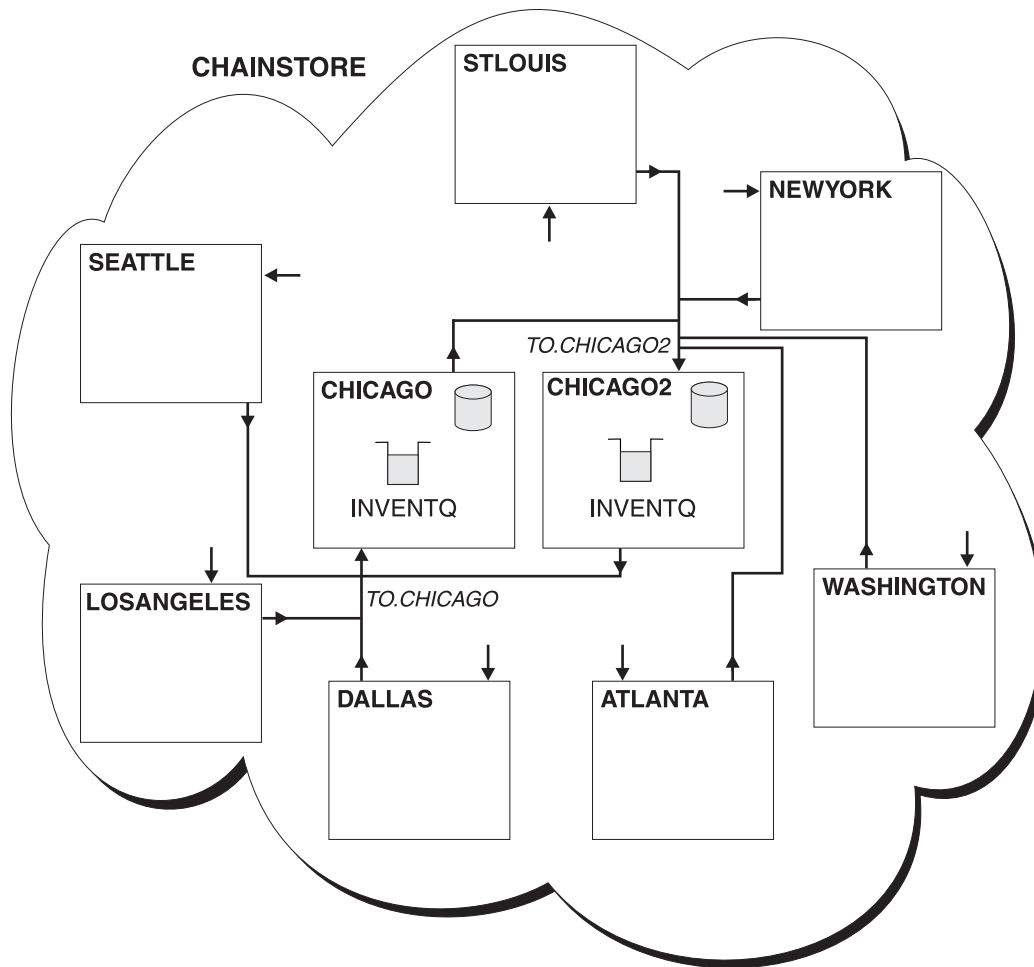 CHAINSTORE
STLOUIS
NEWYORK
SEATTLE
TO.CHICAGO2
CHICAGO
CHICAGO2
INVENTQ
INVENTQ
LOSANGELES
TO.CHICAGO
WASHINGTON
DALLAS
ATLANTA